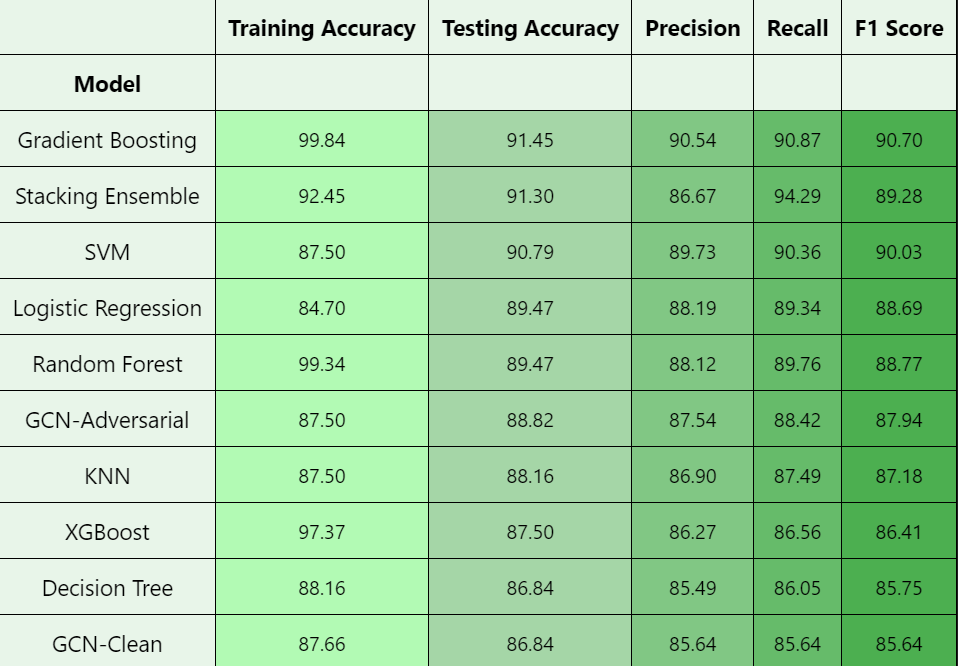 Training Accuracy Testing Accuracy Precision Recall F1 Score
Model
Gradient Boosting 99.84 91.45 90.54 90.87 90.70
Stacking Ensemble 92.45 91.30 86.67 94.29 89.28
SVM 87.50 90.79 89.73 90.36 90.03
Logistic Regression 84.70 89.47 88.19 89.34 88.69
Random Forest 99.34 89.47 88.12 89.76 88.77
GCN-Adversarial 87.50 88.82 87.54 88.42 87.94
KNN 87.50 88.16 86.90 87.49 87.18
XGBoost 97.37 87.50 86.27 86.56 86.41
Decision Tree 88.16 86.84 85.49 86.05 85.75
GCN-Clean 87.66 86.84 85.64 85.64 85.64